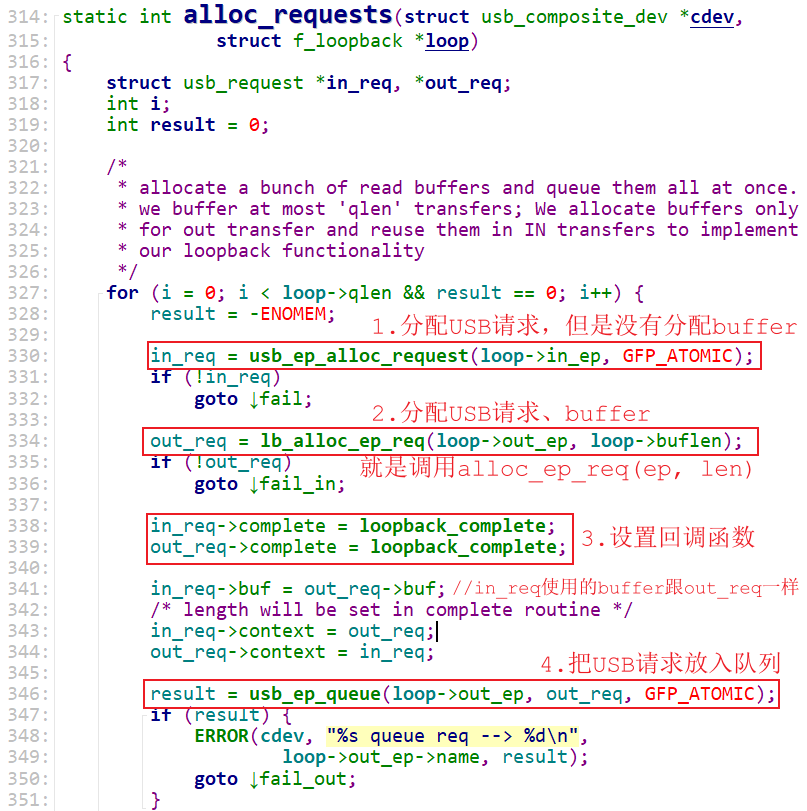 314: static int alloc_requests(struct usb_composite_dev *cdev,
315: struct f_loopback *loop)
316: {
317: struct usb_request *in_req, *out_req;
318: int i;
319: int result = 0;
320:
321: /*
322: * allocate a bunch of read buffers and queue them all at once.
323: * we buffer at most 'qlen' transfers; We allocate buffers only
324: * for out transfer and reuse them in IN transfers to implement
325: * our loopback functionality
326: */
327: for (i = 0; i < loop->qlen && result == 0; i++) {
328: result = -ENOMEM;
1.分配USB请求，但是没有分配buffer
329:
330: in_req = usb_ep_alloc_request(loop->in_ep, GFP_ATOMIC);
331: if (!in_req)
332: goto ↓fail;
333:
2.分配USB请求、buffer
334: out_req = lb_alloc_ep_req(loop->out_ep, loop->buflen);
335: if (!out_req)
就是调用alloc_ep_req(ep, len)
336: goto ↓fail_in;
337:
338: in_req->complete = loopback_complete;
339: out_req->complete = loopback_complete;
3.设置回调函数
340:
341: in_req->buf = out_req->buf; //in_req使用的buffer跟out_req一样
342: /* length will be set in complete routine */
343: in_req->context = out_req;
344: out_req->context = in_req;
4.把USB请求放入队列
345:
346: result = usb_ep_queue(loop->out_ep, out_req, GFP_ATOMIC);
347: if (result) {
348: ERROR(cdev, "%s queue req --> %d\n",
349: loop->out_ep->name, result);
350: goto ↓fail_out;
351: }